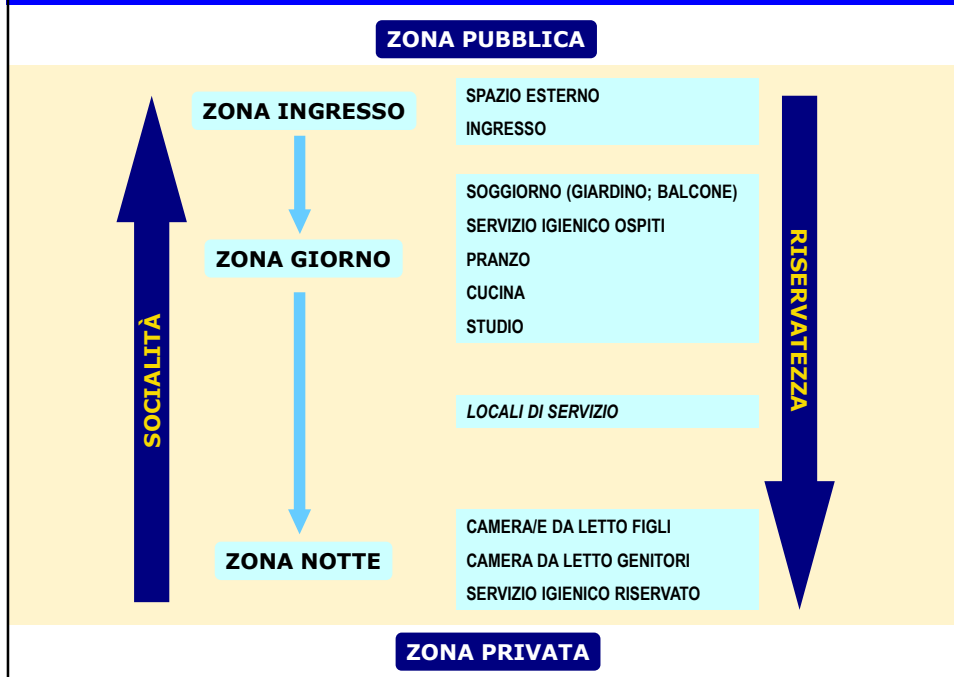 ZONA PUBBLICA
ZONA INGRESSO
SPAZIO ESTERNO
INGRESSO
ZONA GIORNO
SOGGIORNO (GIARDINO; BALCONE)
SERVIZIO IGIENICO OSPITI
PRANZO
CUCINA
STUDIO
SOCIALITÀ
RISERVATEZZA
LOCALI DI SERVIZIO
ZONA NOTTE
CAMERA/E DA LETTO FIGLI
CAMERA DA LETTO GENITORI
SERVIZIO IGIENICO RISERVATO
ZONA PRIVATA